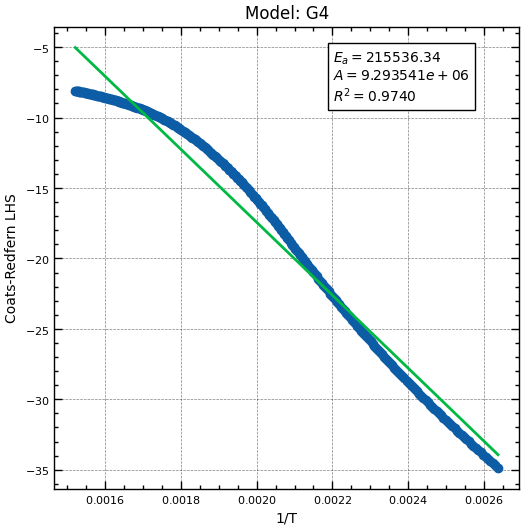 Model: G4
E_a = 215536.34
A = 9.293541e + 06
R² = 0.9740
−5
−10
−15
−20
−25
−30
−35
Coats-Redfern LHS
0.0016 0.0018 0.0020 0.0022 0.0024 0.0026
1/T